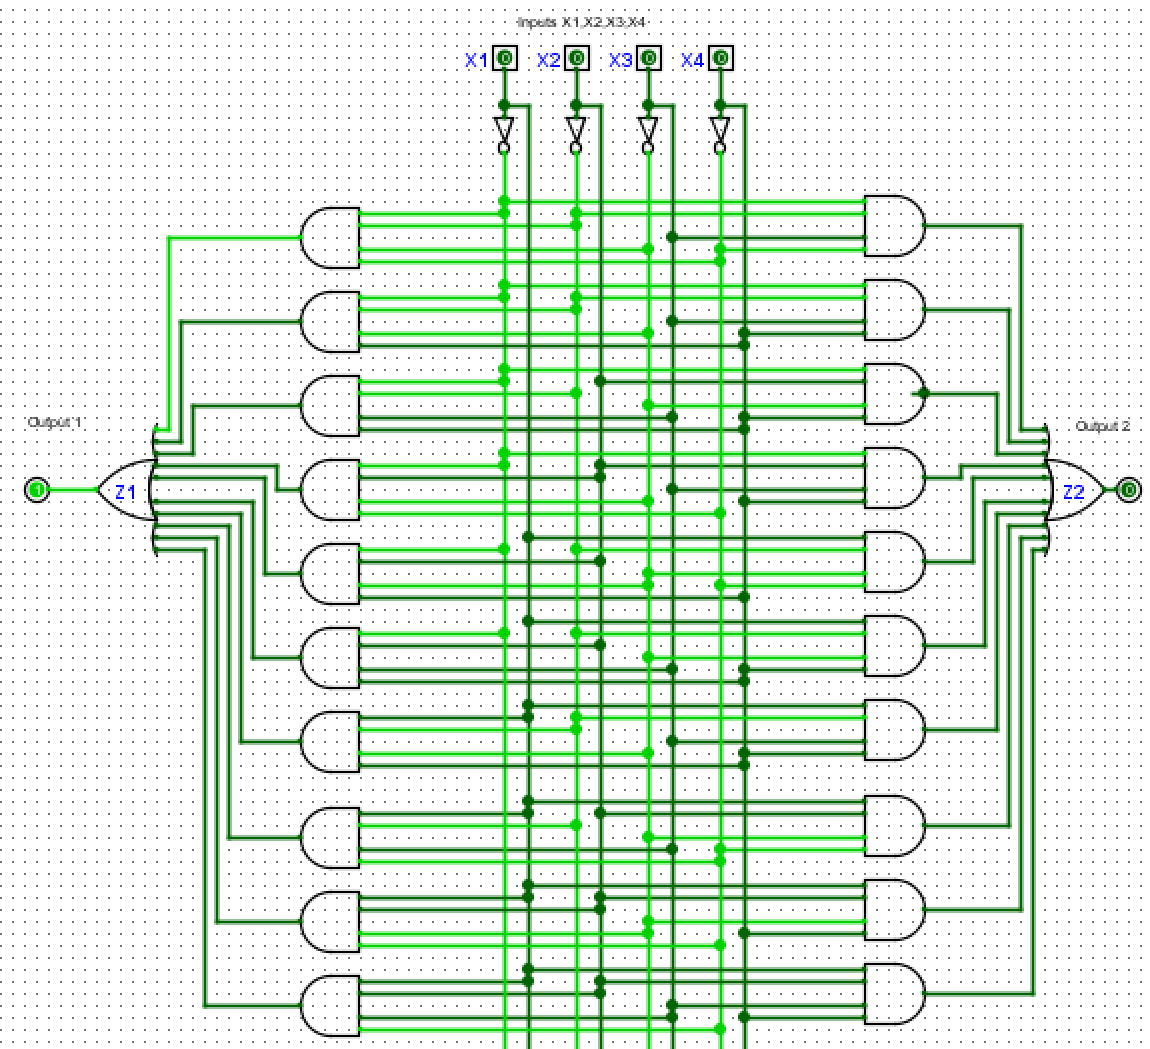 Inputs X1,X2,X3,X4
X1 0 X2 0 X3 0 X4 0
Output 1
Output 2
1 Z1
Z2 0